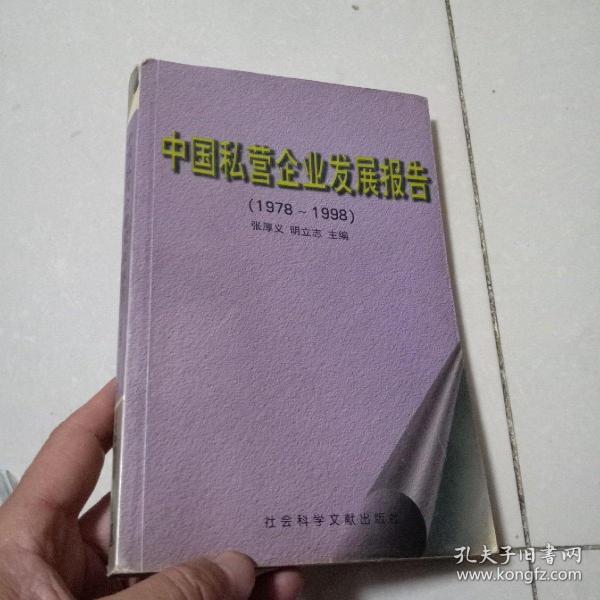 中国私营企业发展报告
(1978～1998)
张厚义 明立志 主编
社会科学文献出版社
孔夫子旧书网
www.kongfz.com